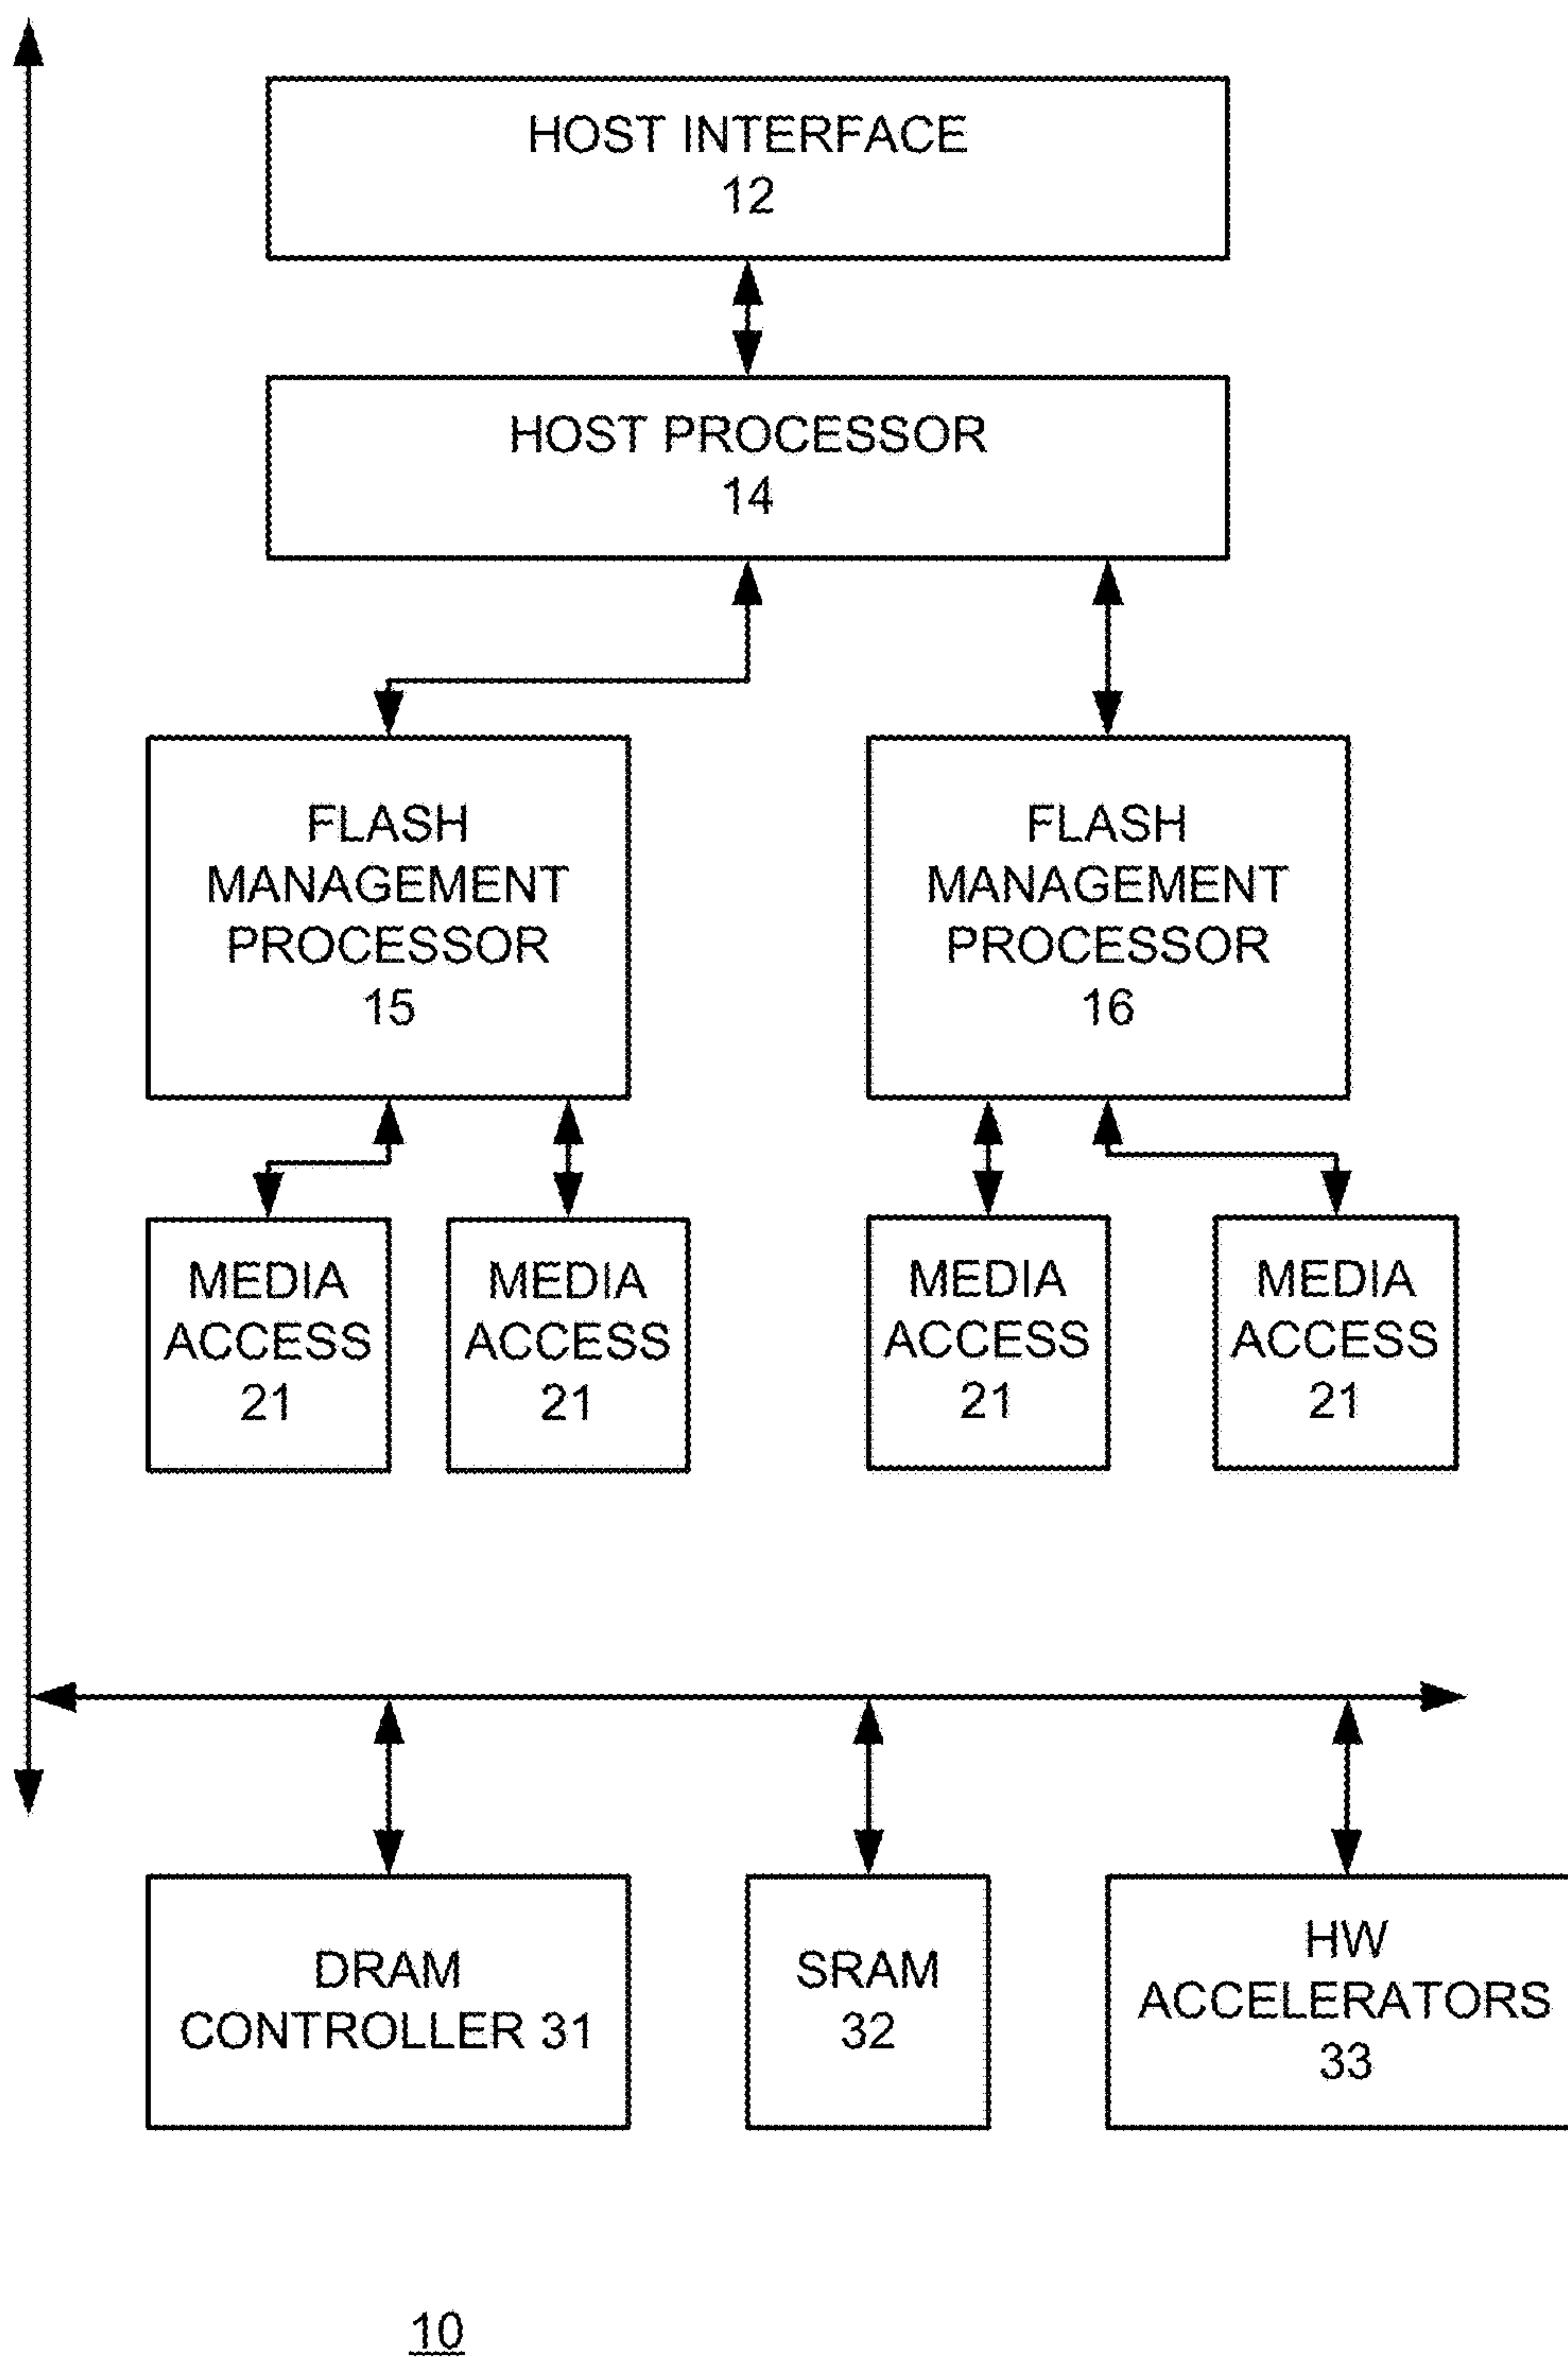 HOST INTERFACE
12
HOST PROCESSOR
14
FLASH
MANAGEMENT
PROCESSOR
15
FLASH
MANAGEMENT
PROCESSOR
16
MEDIA
ACCESS
21
MEDIA
ACCESS
21
MEDIA
ACCESS
21
MEDIA
ACCESS
21
DRAM
CONTROLLER 31
SRAM
32
HW
ACCELERATORS
33
10